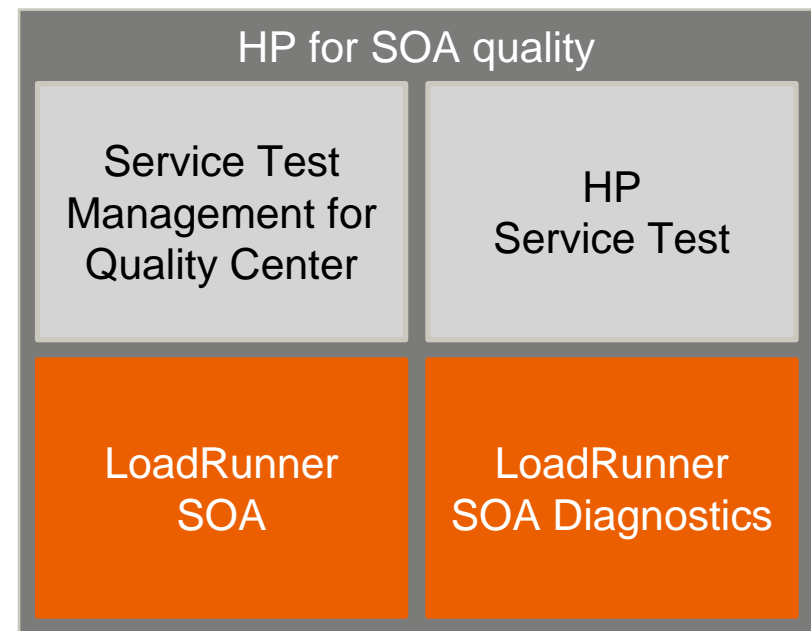 HP for SOA quality
Service Test
Management for
Quality Center
HP
Service Test
LoadRunner
SOA
LoadRunner
SOA Diagnostics